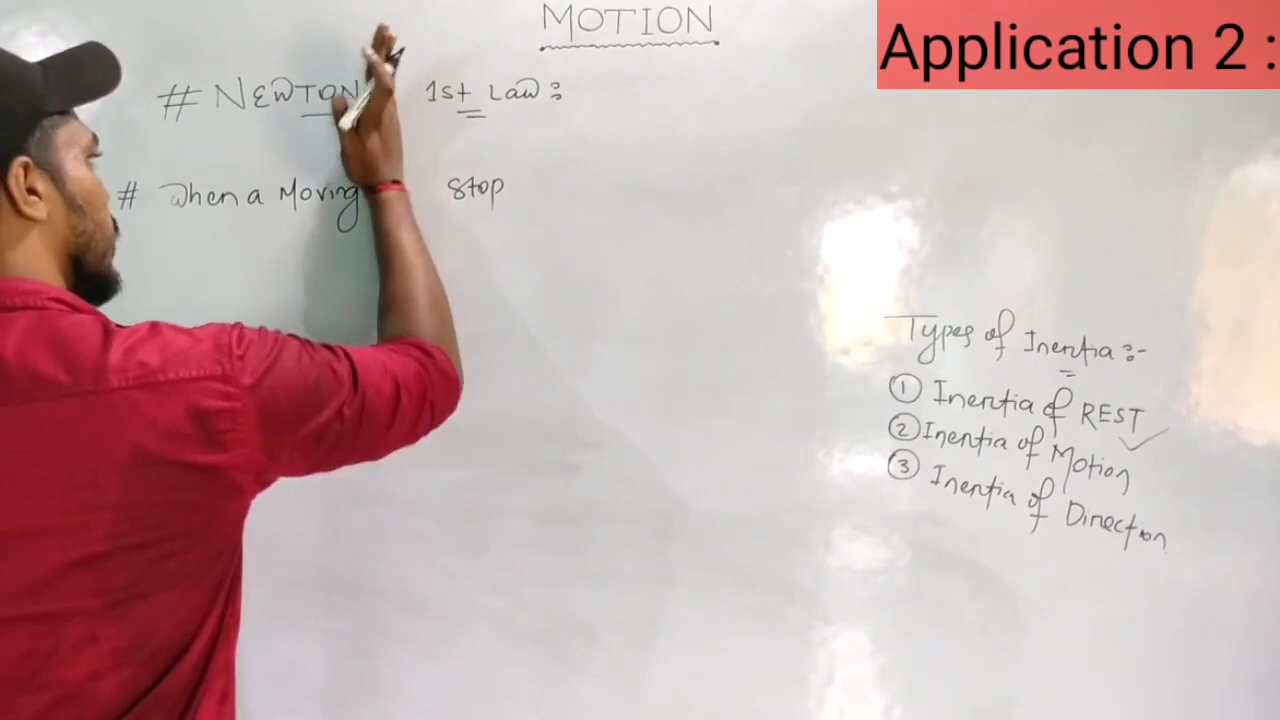 MOTION
Application 2 :
# NEWTON 1st Law :
# When a Moving Stop
Types of Inertia :-
① Inertia of REST
② Inertia of Motion
③ Inertia of Direction